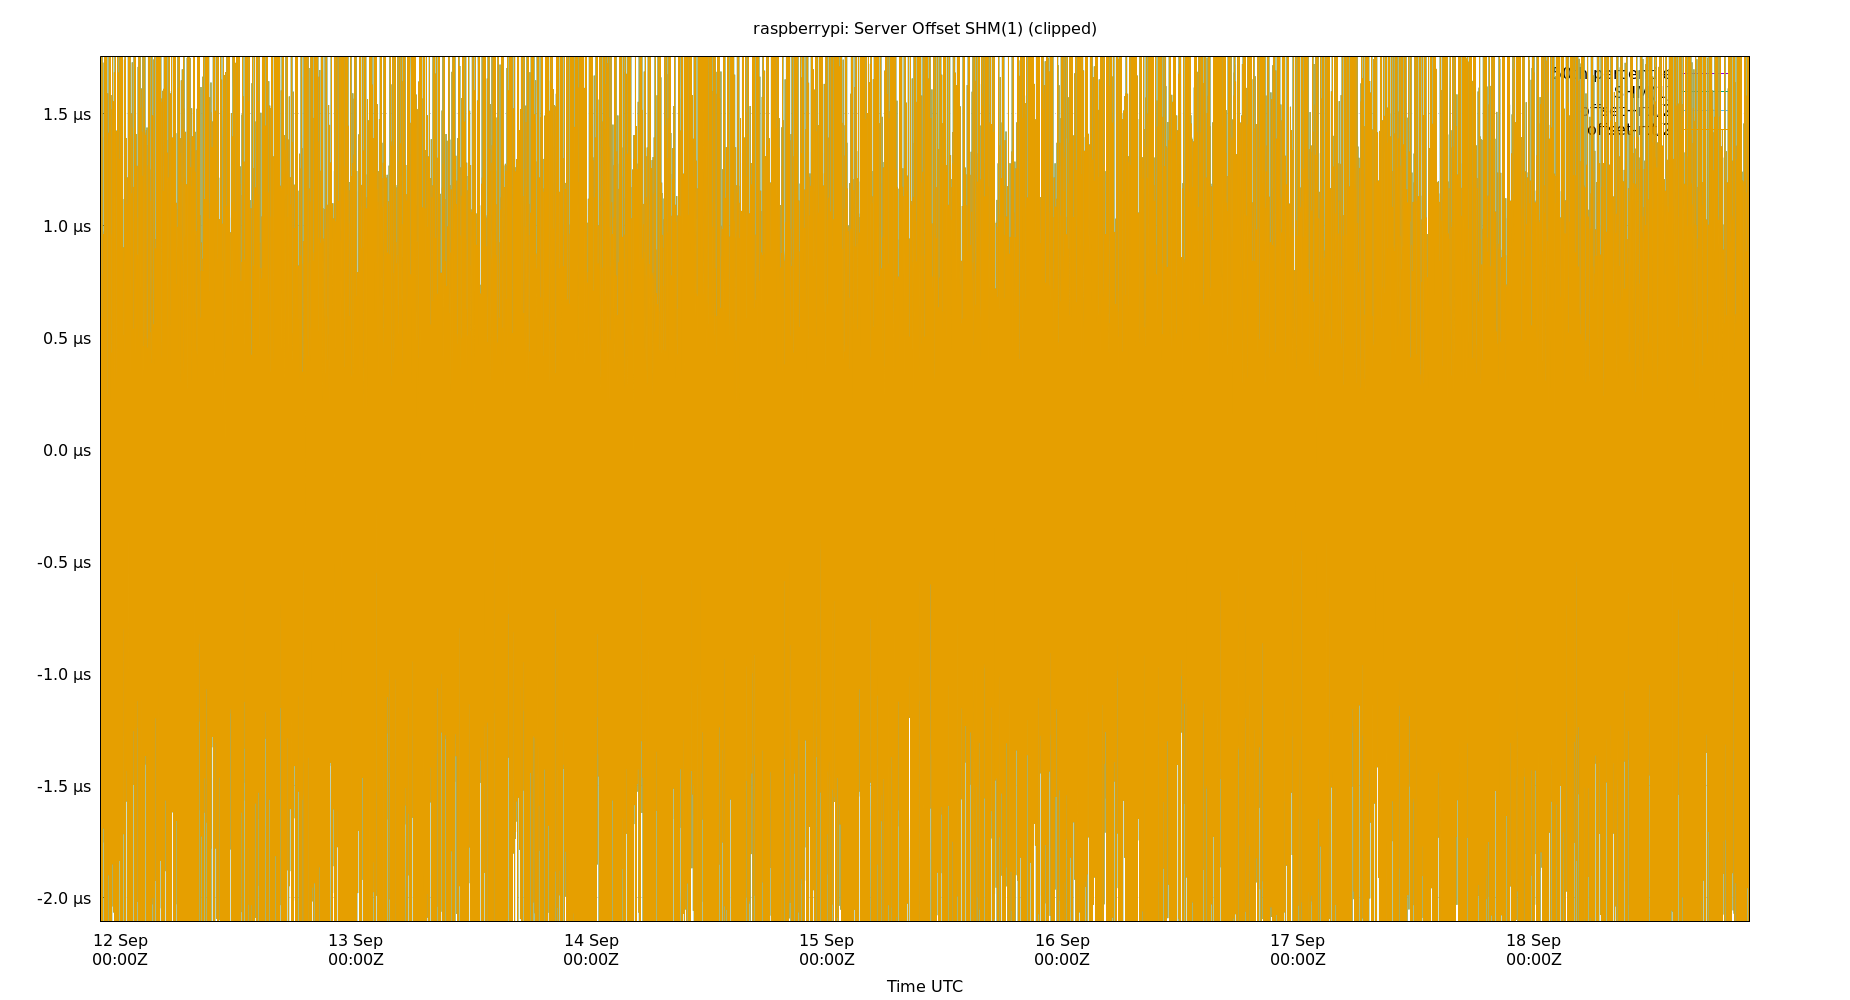 raspberrypi: Server Offset SHM(1) (clipped)
1.5 µs
1.0 µs
0.5 µs
0.0 µs
-0.5 µs
-1.0 µs
-1.5 µs
-2.0 µs
12 Sep 13 Sep 14 Sep 15 Sep 16 Sep 17 Sep 18 Sep
00:00Z 00:00Z 00:00Z 00:00Z 00:00Z 00:00Z 00:00Z
Time UTC